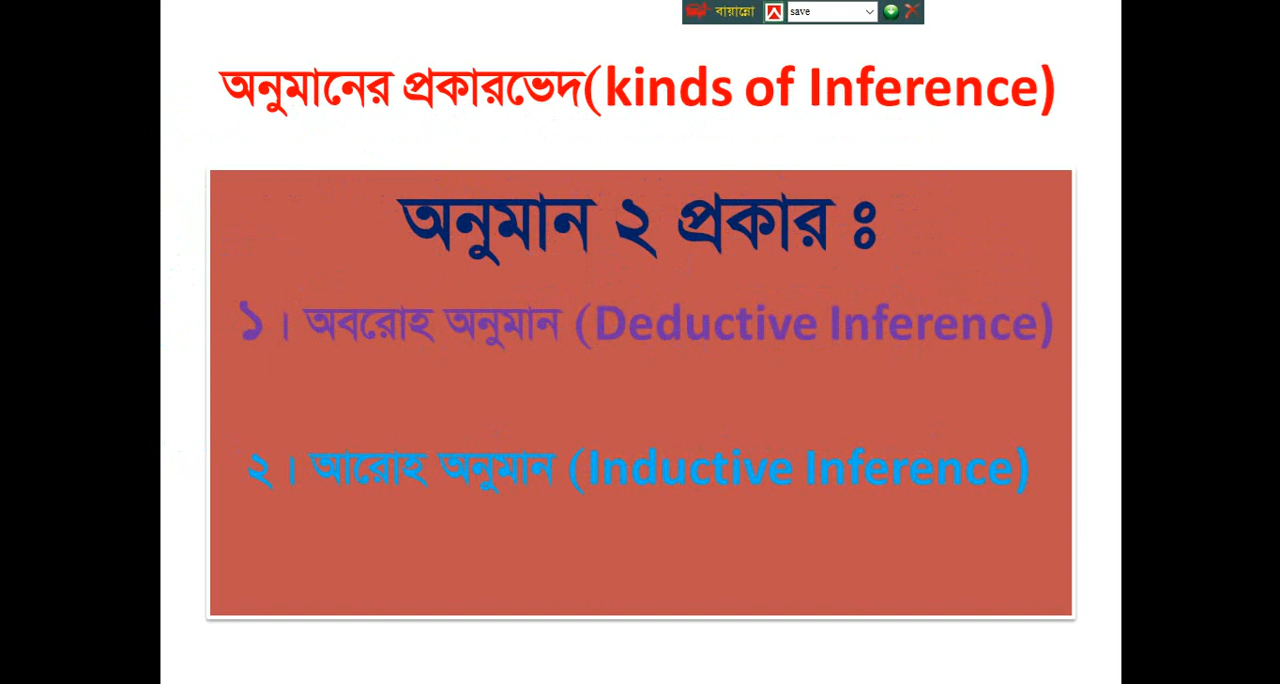 বায়ান্নো save
অনুমানের প্রকারভেদ(kinds of Inference)
অনুমান ২ প্রকার ঃ
১। অবরোহ অনুমান (Deductive Inference)
২। আরোহ অনুমান (Inductive Inference)